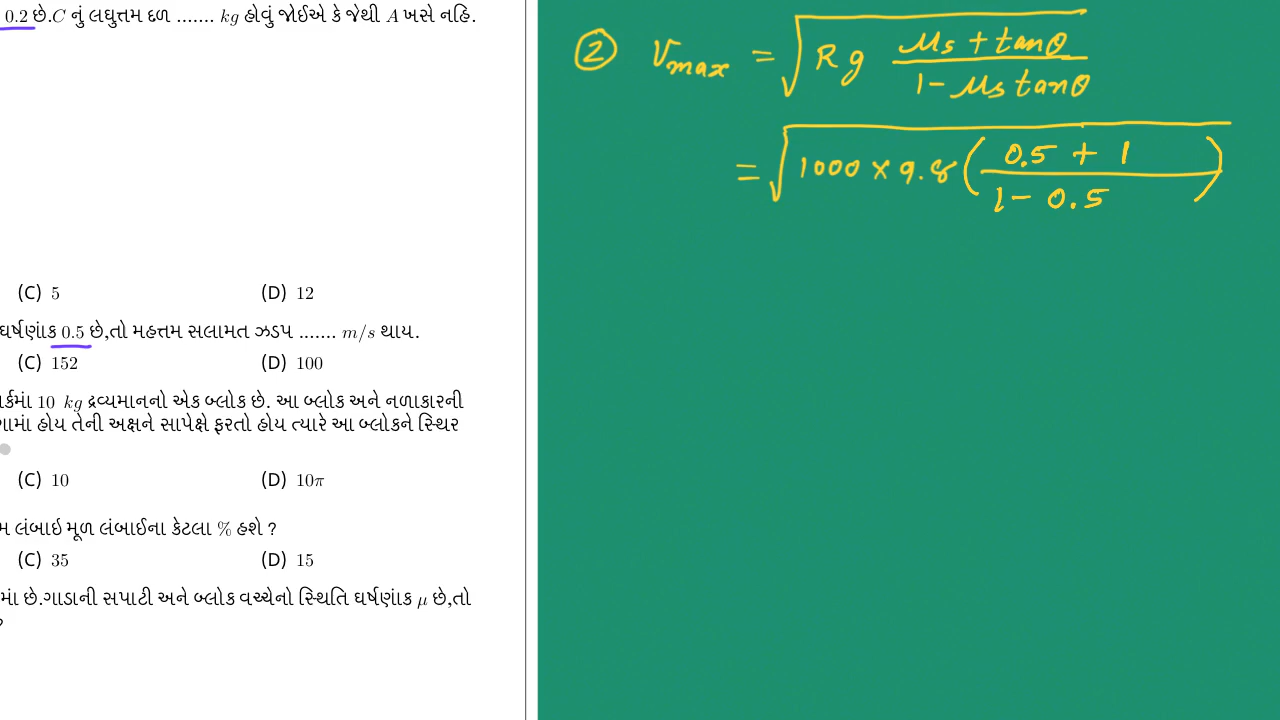 0.2 છે.C નું લઘુત્તમ દળ ....... kg હોવું જોઈએ કે જેથી A ખસે નહિ.
(C) 5 (D) 12
ઘર્ષણાંક 0.5 છે,તો મહત્તમ સલામત ઝડપ ....... m/s થાય.
(C) 152 (D) 100
ર્કમાં 10 kg દ્રવ્યમાનનો એક બ્લોક છે. આ બ્લોક અને નળાકારની
ગામાં હોય તેની અક્ષને સાપેક્ષે ફરતો હોય ત્યારે આ બ્લોકને સ્થિર
(C) 10 (D) 10π
મ લંબાઇ મૂળ લંબાઈના કેટલા % હશે ?
(C) 35 (D) 15
માં છે.ગાડાની સપાટી અને બ્લોક વચ્ચેનો સ્થિતિ ઘર્ષણાંક μ છે,તો
?
② Vmax = √(Rg (μs + tanθ)/(1 - μs tanθ))
= √(1000 × 9.8 ((0.5 + 1)/(1 - 0.5)))